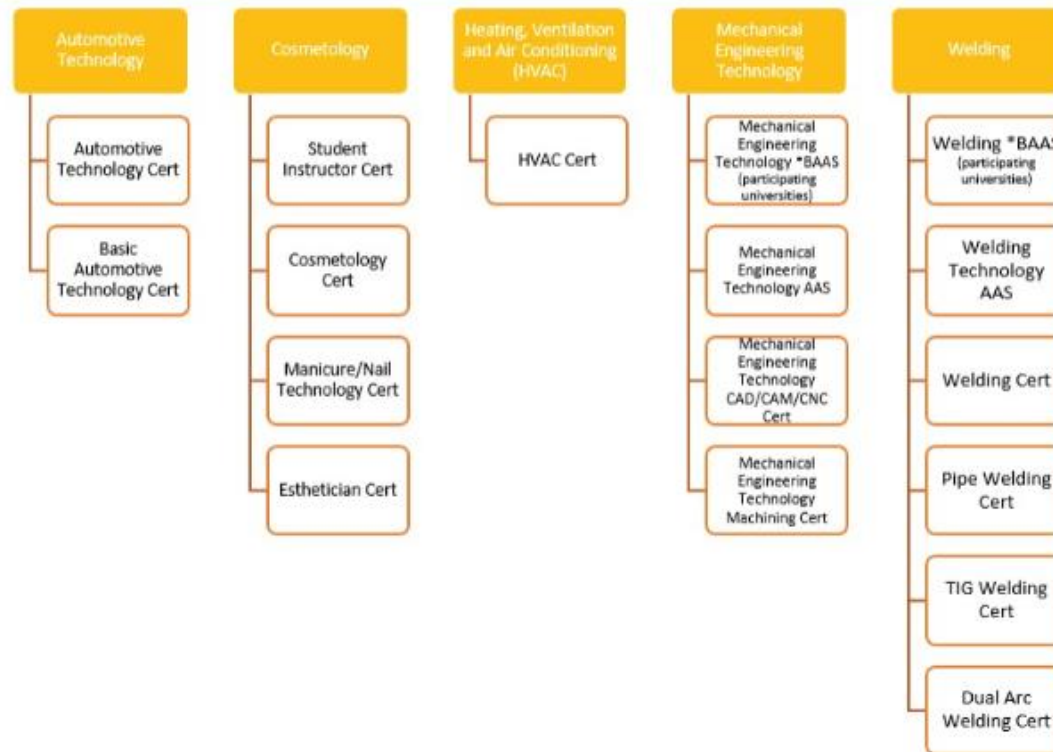 Automotive
Technology
Automotive
Technology Cert
Basic
Automotive
Technology Cert
Cosmetology
Student
Instructor Cert
Cosmetology
Cert
Manicure/Nail
Technology Cert
Esthetician Cert
Heating, Ventilation
and Air Conditioning
(HVAC)
HVAC Cert
Mechanical
Engineering
Technology
Mechanical
Engineering
Technology *BAAS
(participating
universities)
Mechanical
Engineering
Technology AAS
Mechanical
Engineering
Technology
CAD/CAM/CNC
Cert
Mechanical
Engineering
Technology
Machining Cert
Welding
Welding *BAAS
(participating
universities)
Welding
Technology
AAS
Welding Cert
Pipe Welding
Cert
TIG Welding
Cert
Dual Arc
Welding Cert